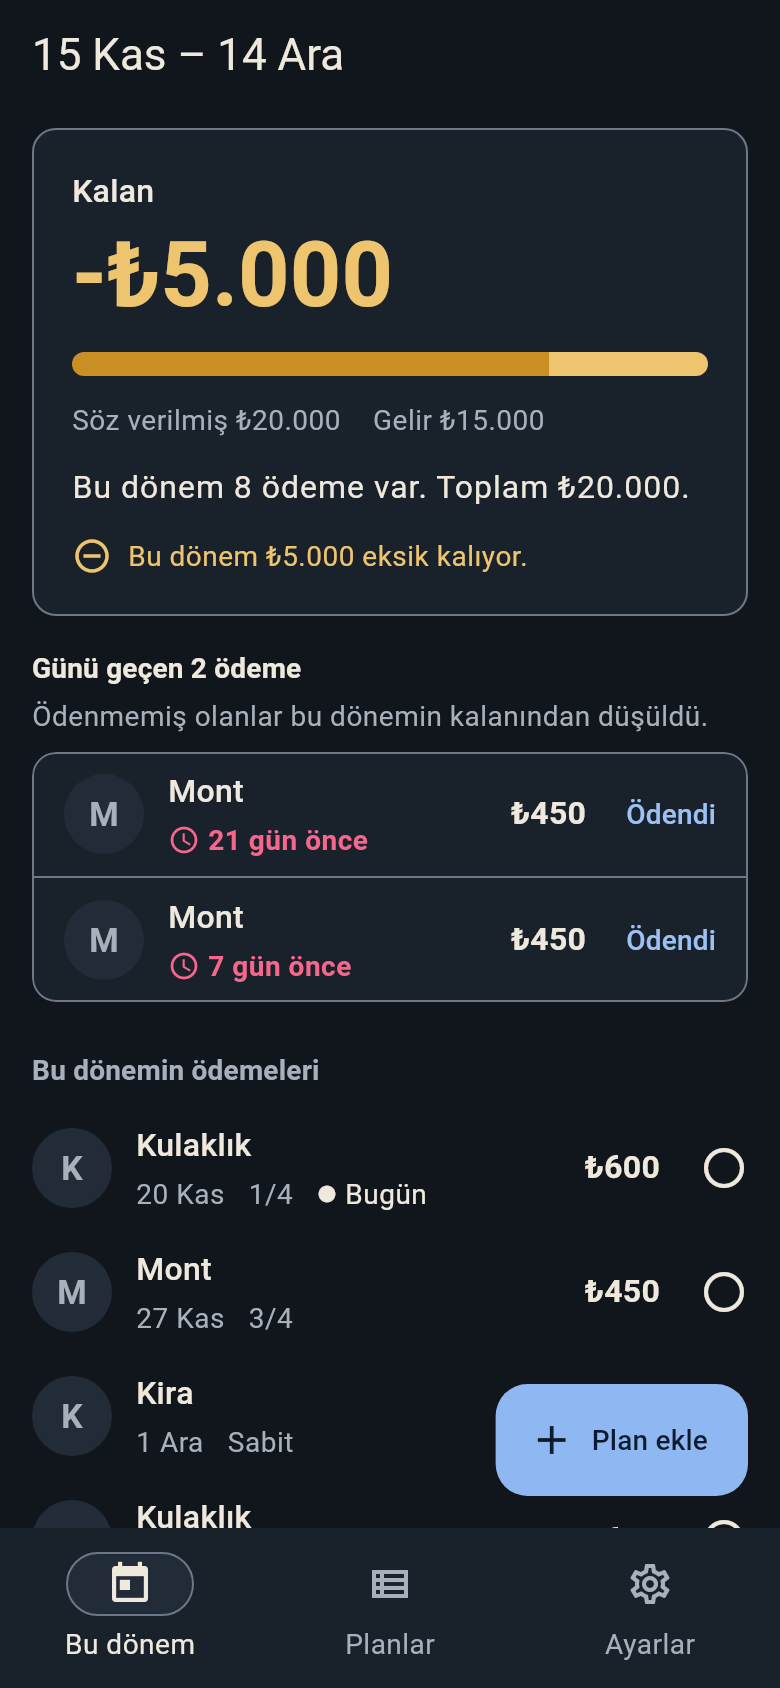 15 Kas – 14 Ara
Kalan
-₺5.000
Söz verilmiş ₺20.000 Gelir ₺15.000
Bu dönem 8 ödeme var. Toplam ₺20.000.
Bu dönem ₺5.000 eksik kalıyor.
Günü geçen 2 ödeme
Ödenmemiş olanlar bu dönemin kalanından düşüldü.
M Mont ₺450 Ödendi
21 gün önce
M Mont ₺450 Ödendi
7 gün önce
Bu dönemin ödemeleri
K Kulaklık ₺600
20 Kas 1/4 Bugün
M Mont ₺450
27 Kas 3/4
K Kira
1 Ara Sabit
Plan ekle
Kulaklık
Bu dönem Planlar Ayarlar